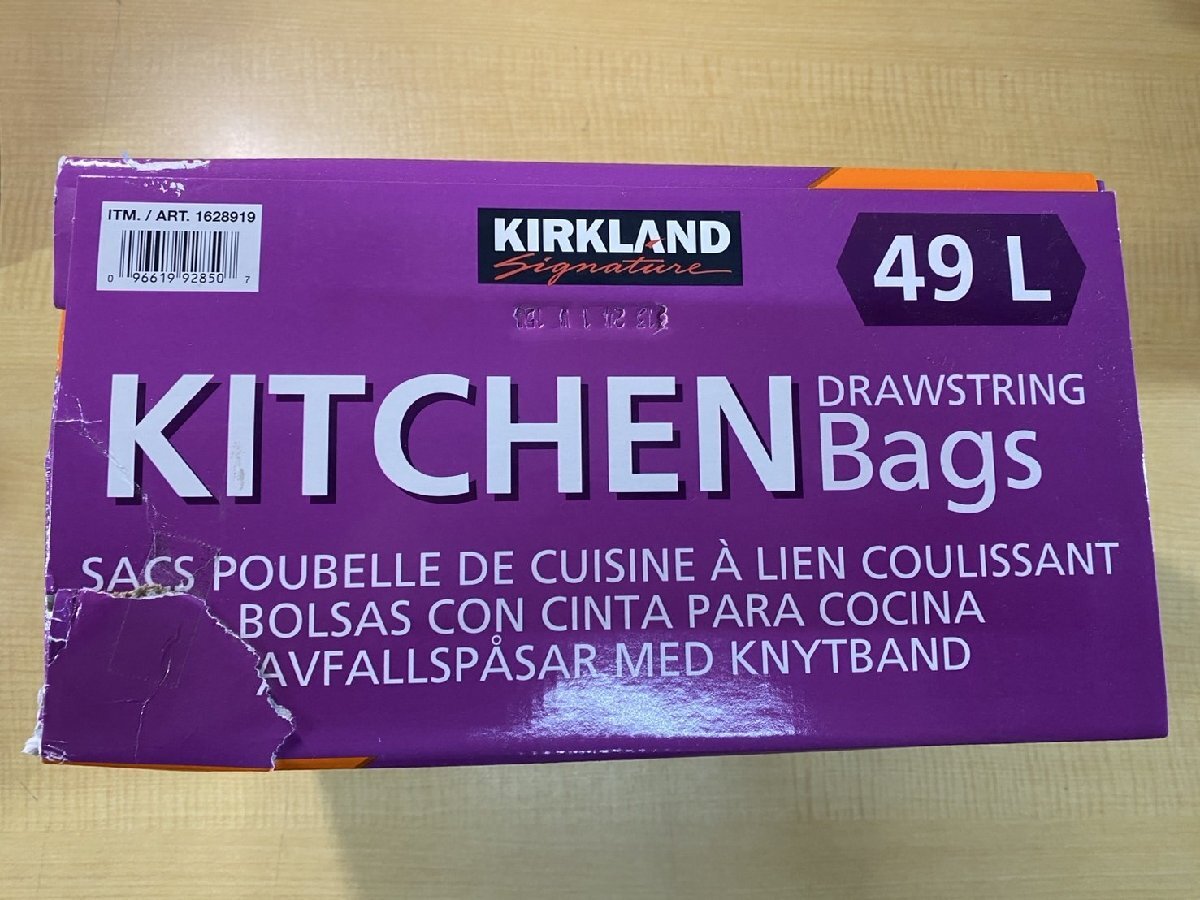 ITM. / ART. 1628919
0 96619 92850 7
KIRKLAND
Signature
49 L
KITCHEN
DRAWSTRING
Bags
SACS POUBELLE DE CUISINE À LIEN COULISSANT
BOLSAS CON CINTA PARA COCINA
AVFALLSPÅSAR MED KNYTBAND